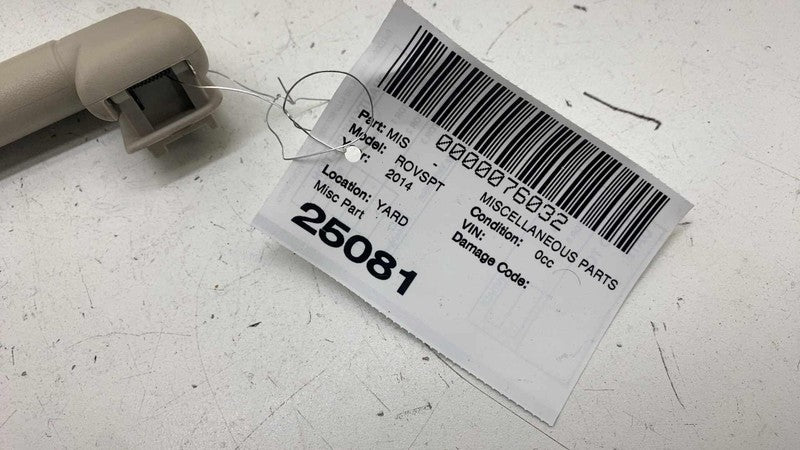 0000076032
Part: MIS - MISCELLANEOUS PARTS
Model: ROVSPT Condition: 0cc
Year: 2014 VIN:
Damage Code:
Location: YARD
Misc Part
25081